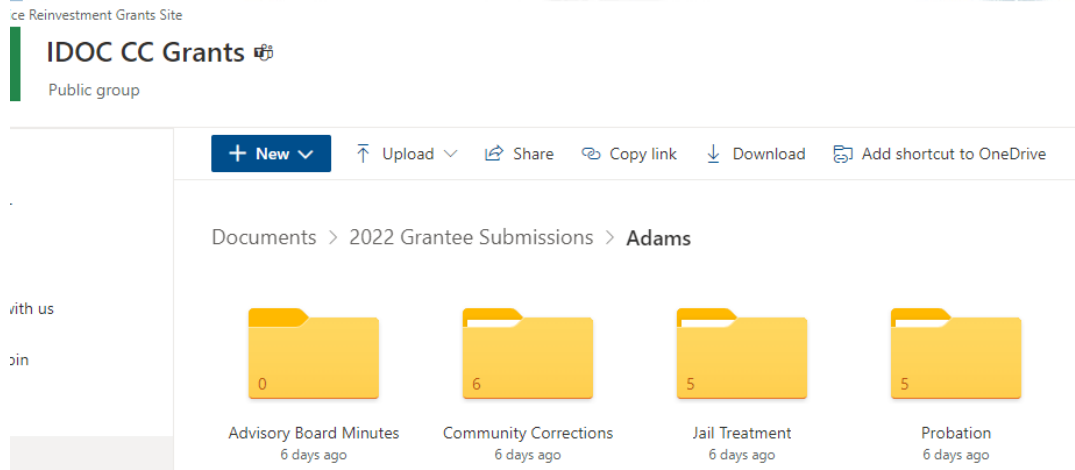 ce Reinvestment Grants Site
IDOC CC Grants
Public group
+ New Upload Share Copy link Download Add shortcut to OneDrive
Documents > 2022 Grantee Submissions > Adams
with us
oin
0 6 5 5
Advisory Board Minutes Community Corrections Jail Treatment Probation
6 days ago 6 days ago 6 days ago 6 days ago